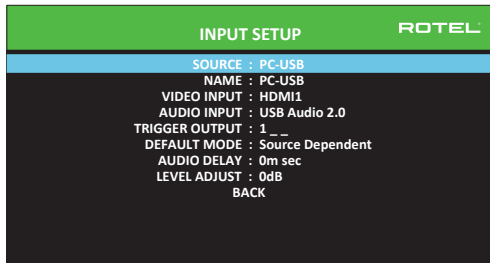 INPUT SETUP
ROTEL
SOURCE : PC-USB
NAME : PC-USB
VIDEO INPUT : HDMI1
AUDIO INPUT : USB Audio 2.0
TRIGGER OUTPUT : 1 _ _
DEFAULT MODE : Source Dependent
AUDIO DELAY : 0m sec
LEVEL ADJUST : 0dB
BACK